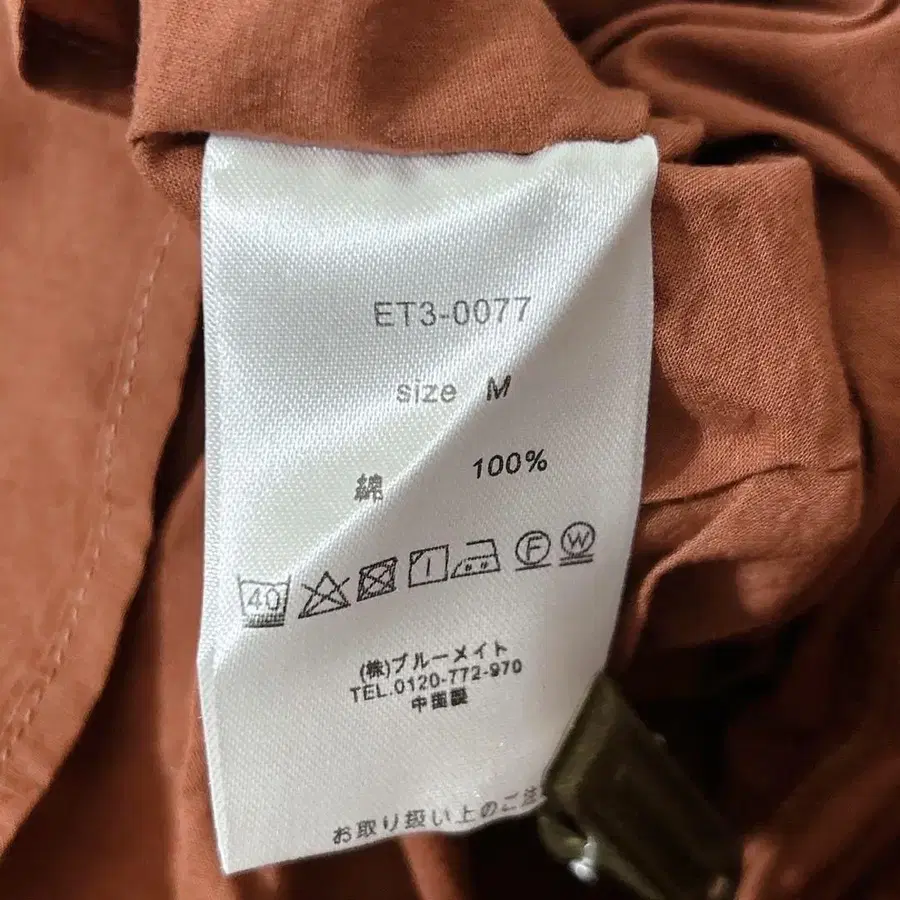 ET3-0077
size M
綿 100%
40 F W
(株)ブルーメイト
TEL.0120-772-970
中国製
お取り扱い上のご注